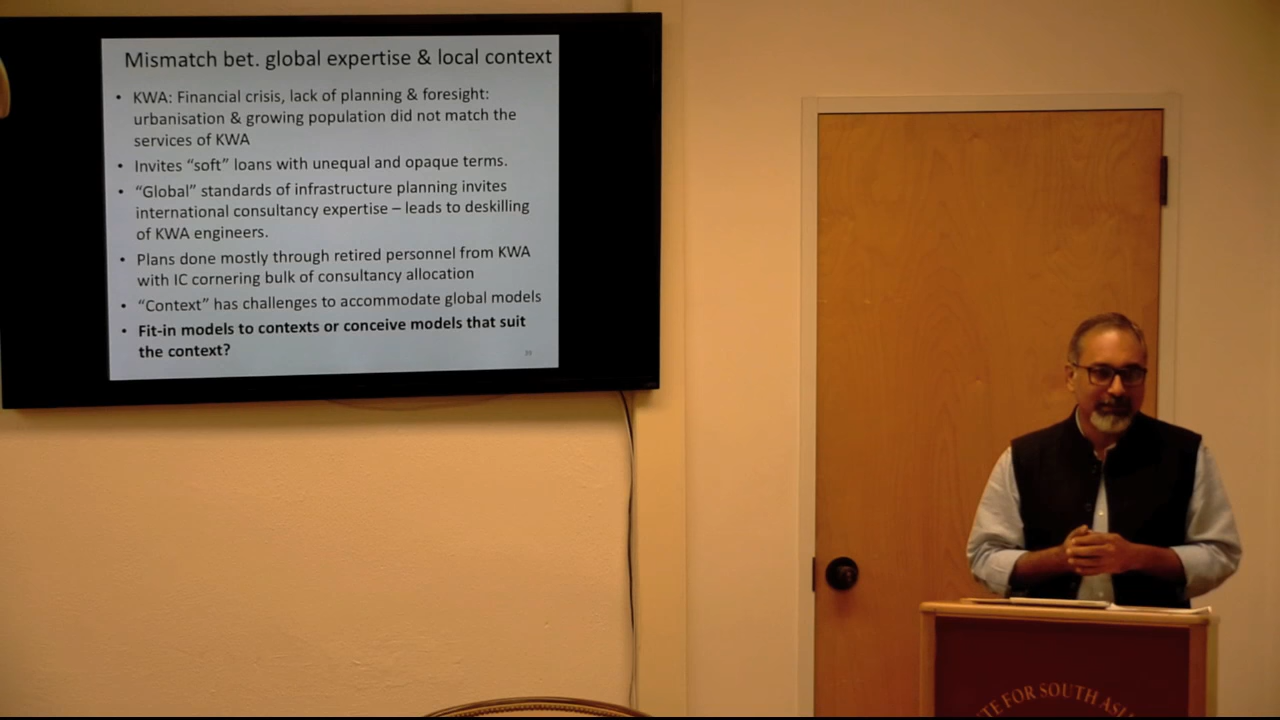 Mismatch bet. global expertise & local context
• KWA: Financial crisis, lack of planning & foresight:
urbanisation & growing population did not match the
services of KWA
• Invites “soft” loans with unequal and opaque terms.
• “Global” standards of infrastructure planning invites
international consultancy expertise – leads to deskilling
of KWA engineers.
• Plans done mostly through retired personnel from KWA
with IC cornering bulk of consultancy allocation
• “Context” has challenges to accommodate global models
• Fit-in models to contexts or conceive models that suit
the context?
FOR SOUTH